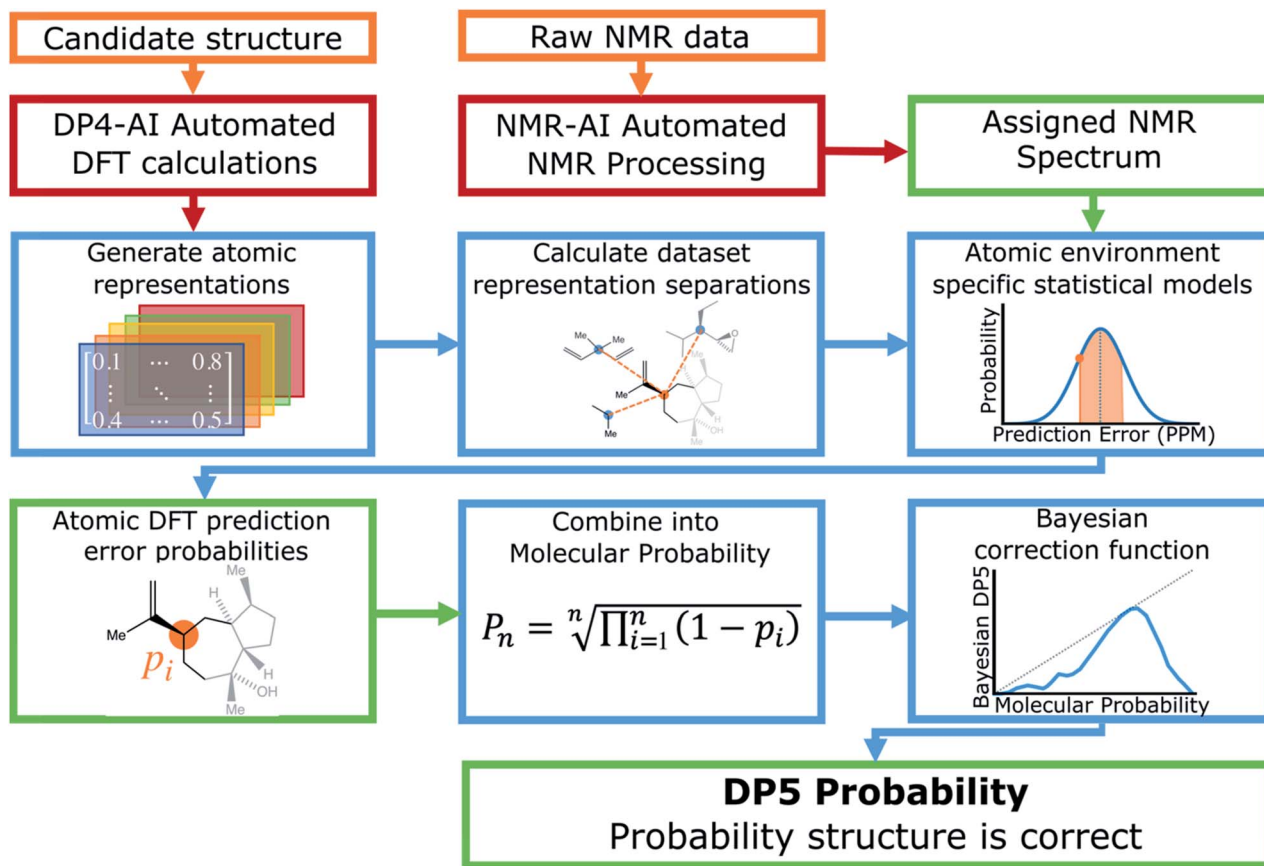 Candidate structure
Raw NMR data
DP4-AI Automated
DFT calculations
NMR-AI Automated
NMR Processing
Assigned NMR
Spectrum
Generate atomic
representations
0.1 ··· 0.8
⋮ ⋱ ⋮
0.4 ··· 0.5
Calculate dataset
representation separations
Me
Me
O
Me
Me
H
H
OH
Me
Me
Atomic environment
specific statistical models
Probability
Prediction Error (PPM)
Atomic DFT prediction
error probabilities
Me
H
Me
H
OH
Me
p_i
Combine into
Molecular Probability
P_n = ⁿ√∏ⁿᵢ₌₁ (1 − p_i)
Bayesian
correction function
Bayesian DP5
Molecular Probability
DP5 Probability
Probability structure is correct